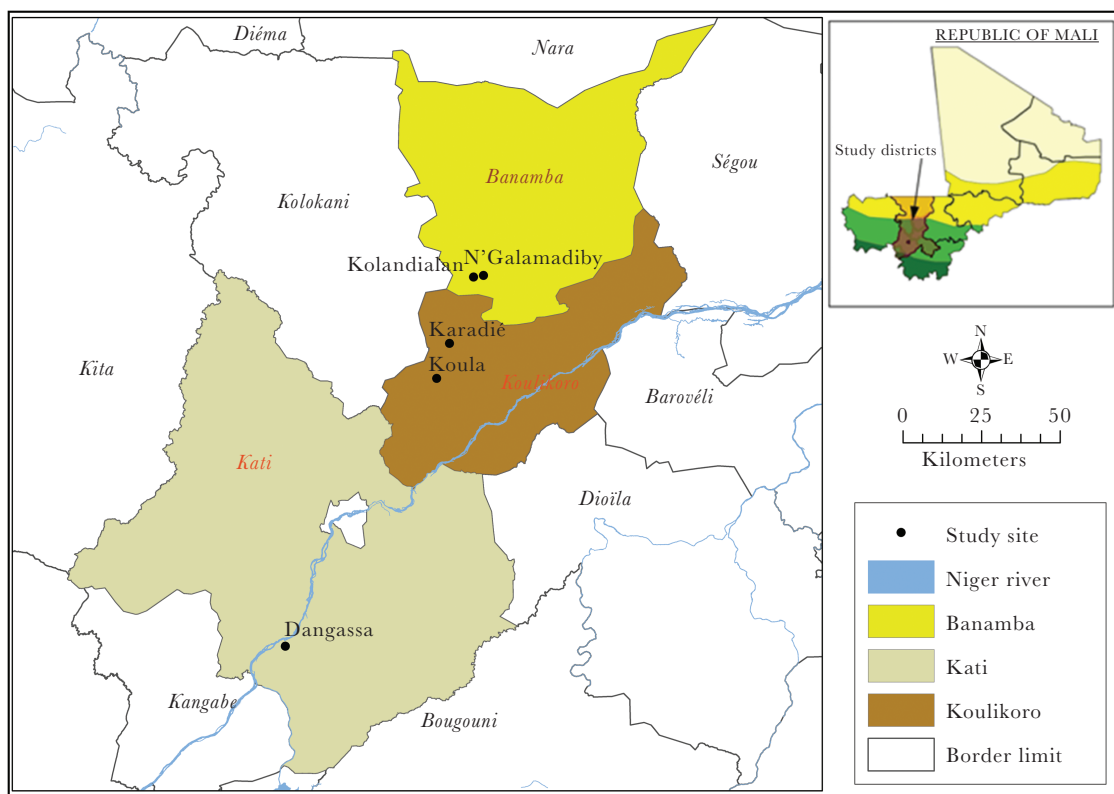 Diéma
Nara
Ségou
Banamba
Kolokani
Kolandialan
N'Galamadiby
Karadié
Koula
Koulikoro
Kita
Barovéli
Kati
Dioïla
Dangassa
Kangabe
Bougouni
REPUBLIC OF MALI
Study districts
N
W
E
S
0
25
50
Kilometers
Study site
Niger river
Banamba
Kati
Koulikoro
Border limit